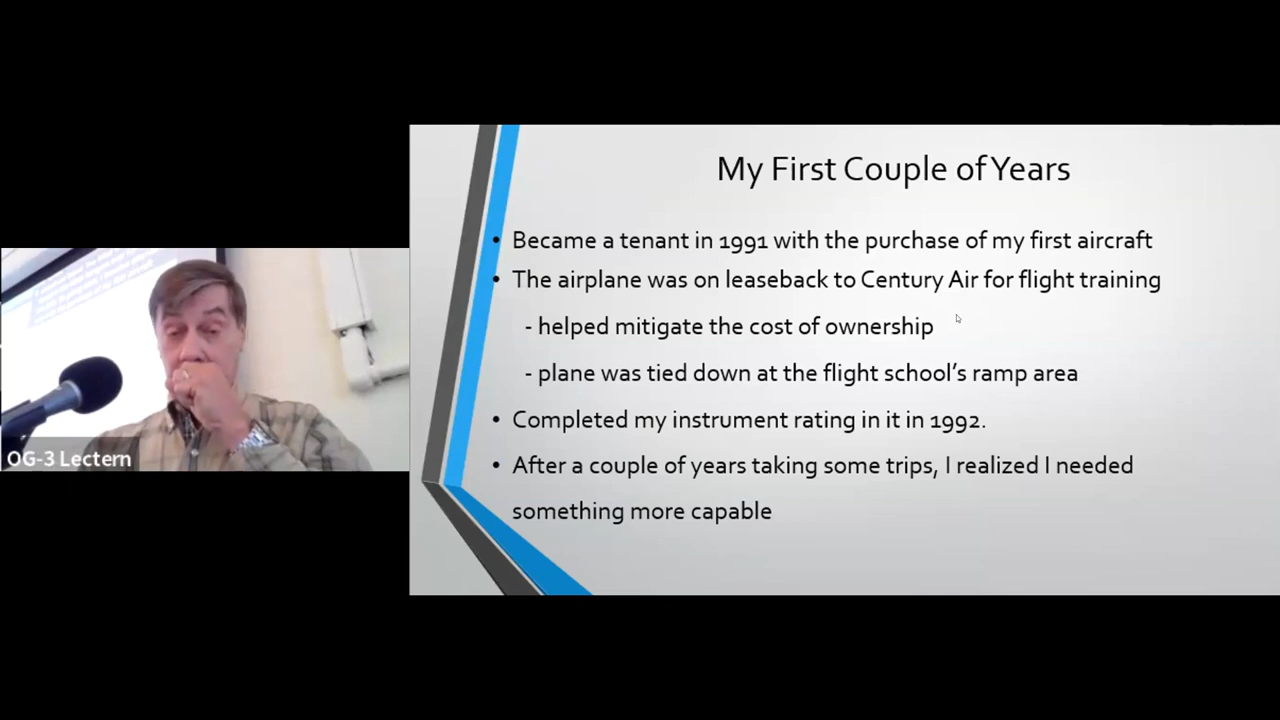 My First Couple of Years
• Became a tenant in 1991 with the purchase of my first aircraft
• The airplane was on leaseback to Century Air for flight training
- helped mitigate the cost of ownership
- plane was tied down at the flight school’s ramp area
• Completed my instrument rating in it in 1992.
• After a couple of years taking some trips, I realized I needed
something more capable
OG-3 Lectern